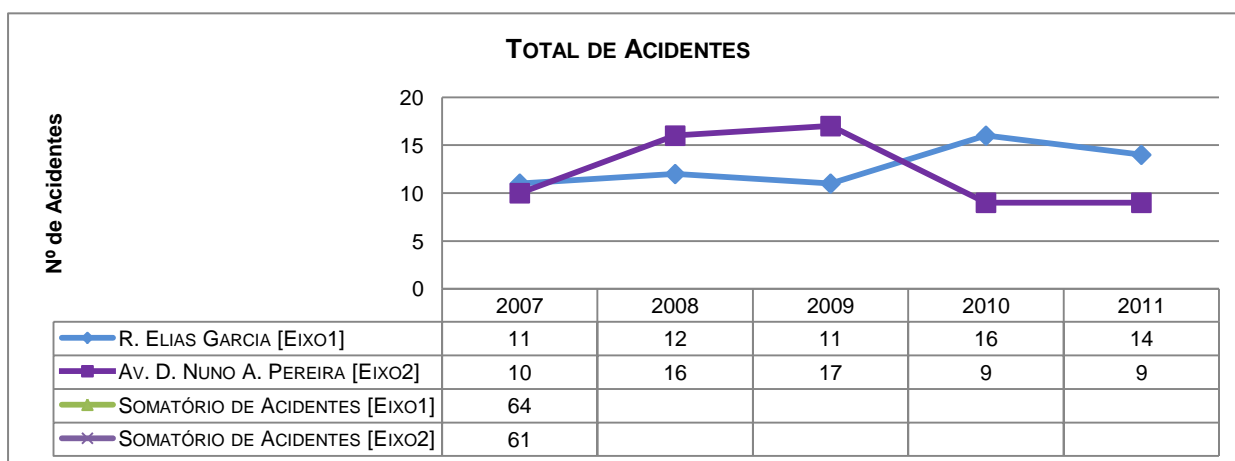 TOTAL DE ACIDENTES
Nº de Acidentes
20
15
10
5
0
2007 2008 2009 2010 2011
R. ELIAS GARCIA [EIXO1] 11 12 11 16 14
AV. D. NUNO A. PEREIRA [EIXO2] 10 16 17 9 9
SOMATÓRIO DE ACIDENTES [EIXO1] 64
SOMATÓRIO DE ACIDENTES [EIXO2] 61